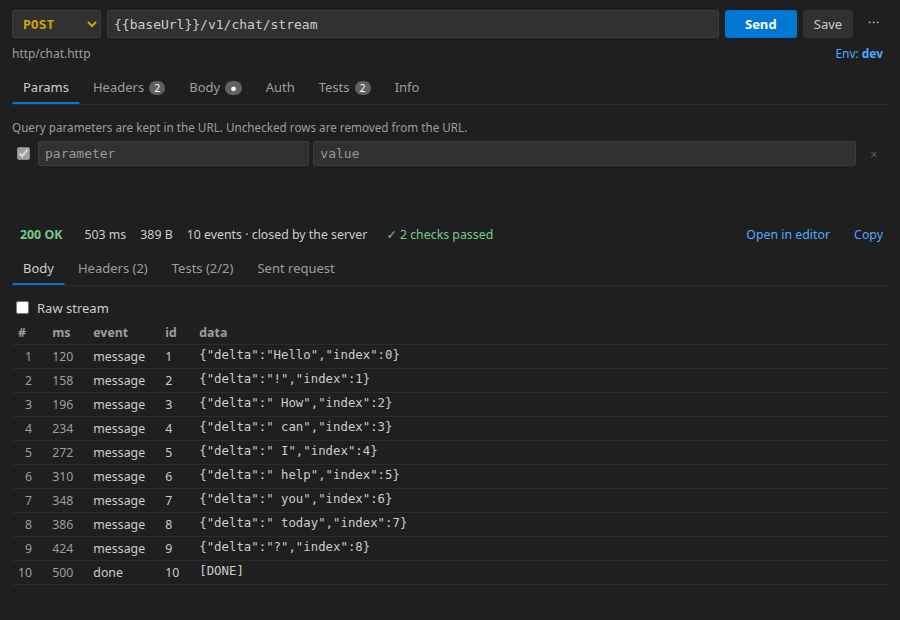 POST {{baseUrl}}/v1/chat/stream Send Save ...
http/chat.http Env: dev
Params Headers 2 Body ● Auth Tests 2 Info
Query parameters are kept in the URL. Unchecked rows are removed from the URL.
parameter value ×
200 OK 503 ms 389 B 10 events · closed by the server ✓ 2 checks passed Open in editor Copy
Body Headers (2) Tests (2/2) Sent request
Raw stream
# ms event id data
1 120 message 1 {"delta":"Hello","index":0}
2 158 message 2 {"delta":"!","index":1}
3 196 message 3 {"delta":" How","index":2}
4 234 message 4 {"delta":" can","index":3}
5 272 message 5 {"delta":" I","index":4}
6 310 message 6 {"delta":" help","index":5}
7 348 message 7 {"delta":" you","index":6}
8 386 message 8 {"delta":" today","index":7}
9 424 message 9 {"delta":"?","index":8}
10 500 done 10 [DONE]